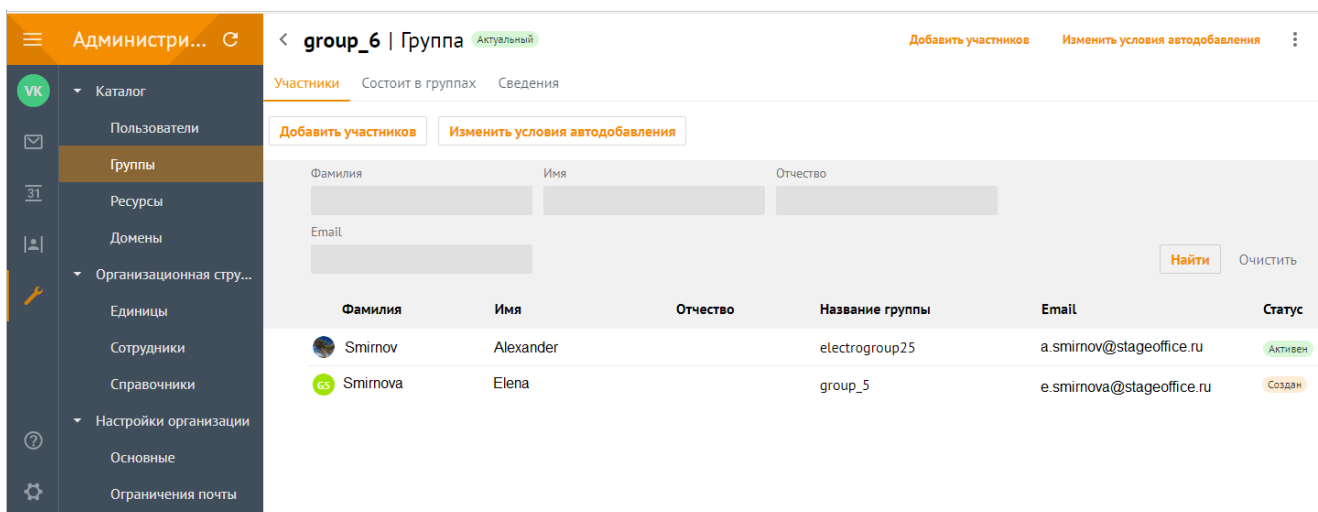 Администри...
group_6 | Группа Актуальный
Добавить участников Изменить условия автодобавления
VK
Каталог
Пользователи
Группы
Ресурсы
Домены
Организационная стру...
Единицы
Сотрудники
Справочники
Настройки организации
Основные
Ограничения почты
31
Участники Состоит в группах Сведения
Добавить участников Изменить условия автодобавления
Фамилия Имя Отчество
Email
Найти Очистить
Фамилия Имя Отчество Название группы Email Статус
Smirnov Alexander electrogroup25 a.smirnov@stageoffice.ru Активен
GS Smirnova Elena group_5 e.smirnova@stageoffice.ru Создан